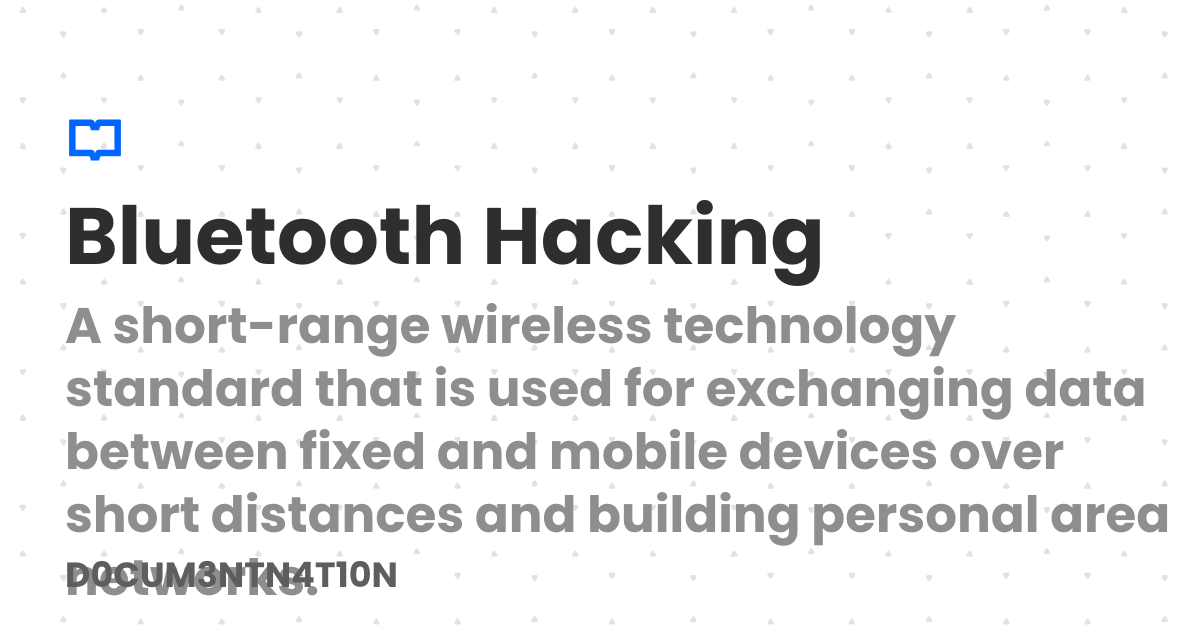 Bluetooth Hacking
A short-range wireless technology
standard that is used for exchanging data
between fixed and mobile devices over
short distances and building personal area
networks.
D0CUM3NTN4T10N